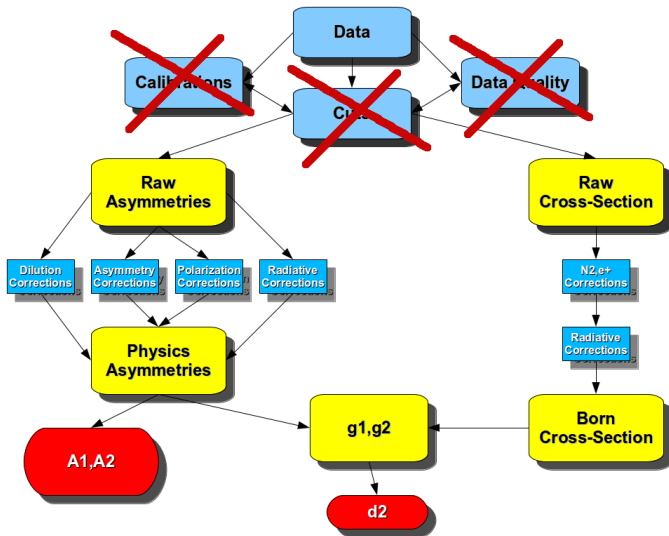 Data
Calibrations
Data Quality
Cuts
Raw
Asymmetries
Raw
Cross-Section
Dilution
Corrections
Asymmetry
Corrections
Polarization
Corrections
Radiative
Corrections
N2,e+
Corrections
Radiative
Corrections
Physics
Asymmetries
g1,g2
Born
Cross-Section
A1,A2
d2